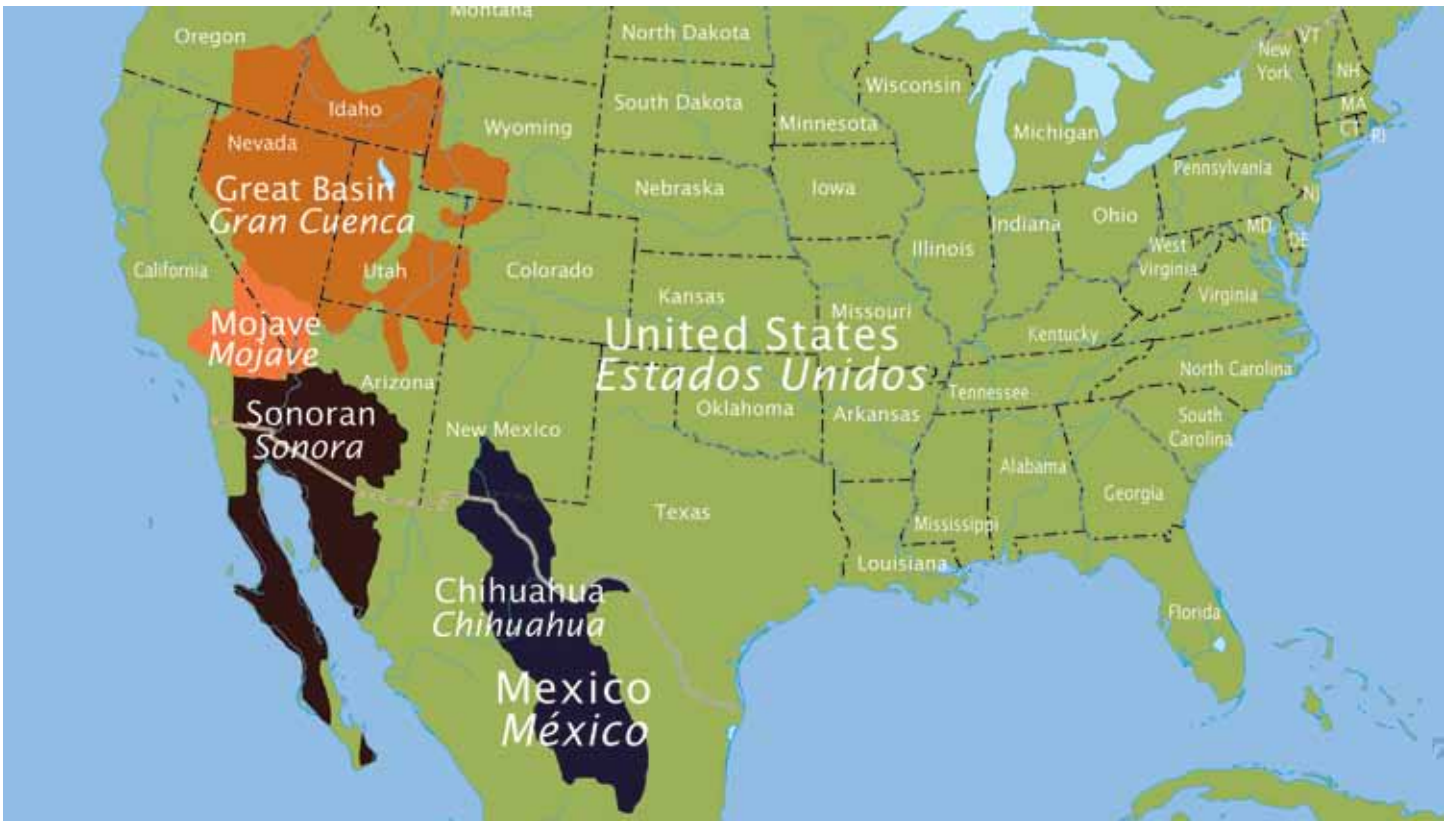 Montana
Oregon
North Dakota
VT
New
York
NH
Wisconsin
Idaho
South Dakota
MA
Minnesota
Wyoming
Michigan
CT
RI
Nevada
Pennsylvania
Great Basin
Gran Cuenca
Nebraska
Iowa
NJ
Indiana
Ohio
MD
DE
Illinois
West
Virginia
California
Utah
Colorado
Kansas
Virginia
Missouri
Mojave
Mojave
United States
Estados Unidos
Kentucky
Arizona
Tennessee
North Carolina
Sonoran
Sonora
Oklahoma
Arkansas
South
Carolina
New Mexico
Alabama
Georgia
Texas
Mississippi
Louisiana
Chihuahua
Chihuahua
Florida
Mexico
México